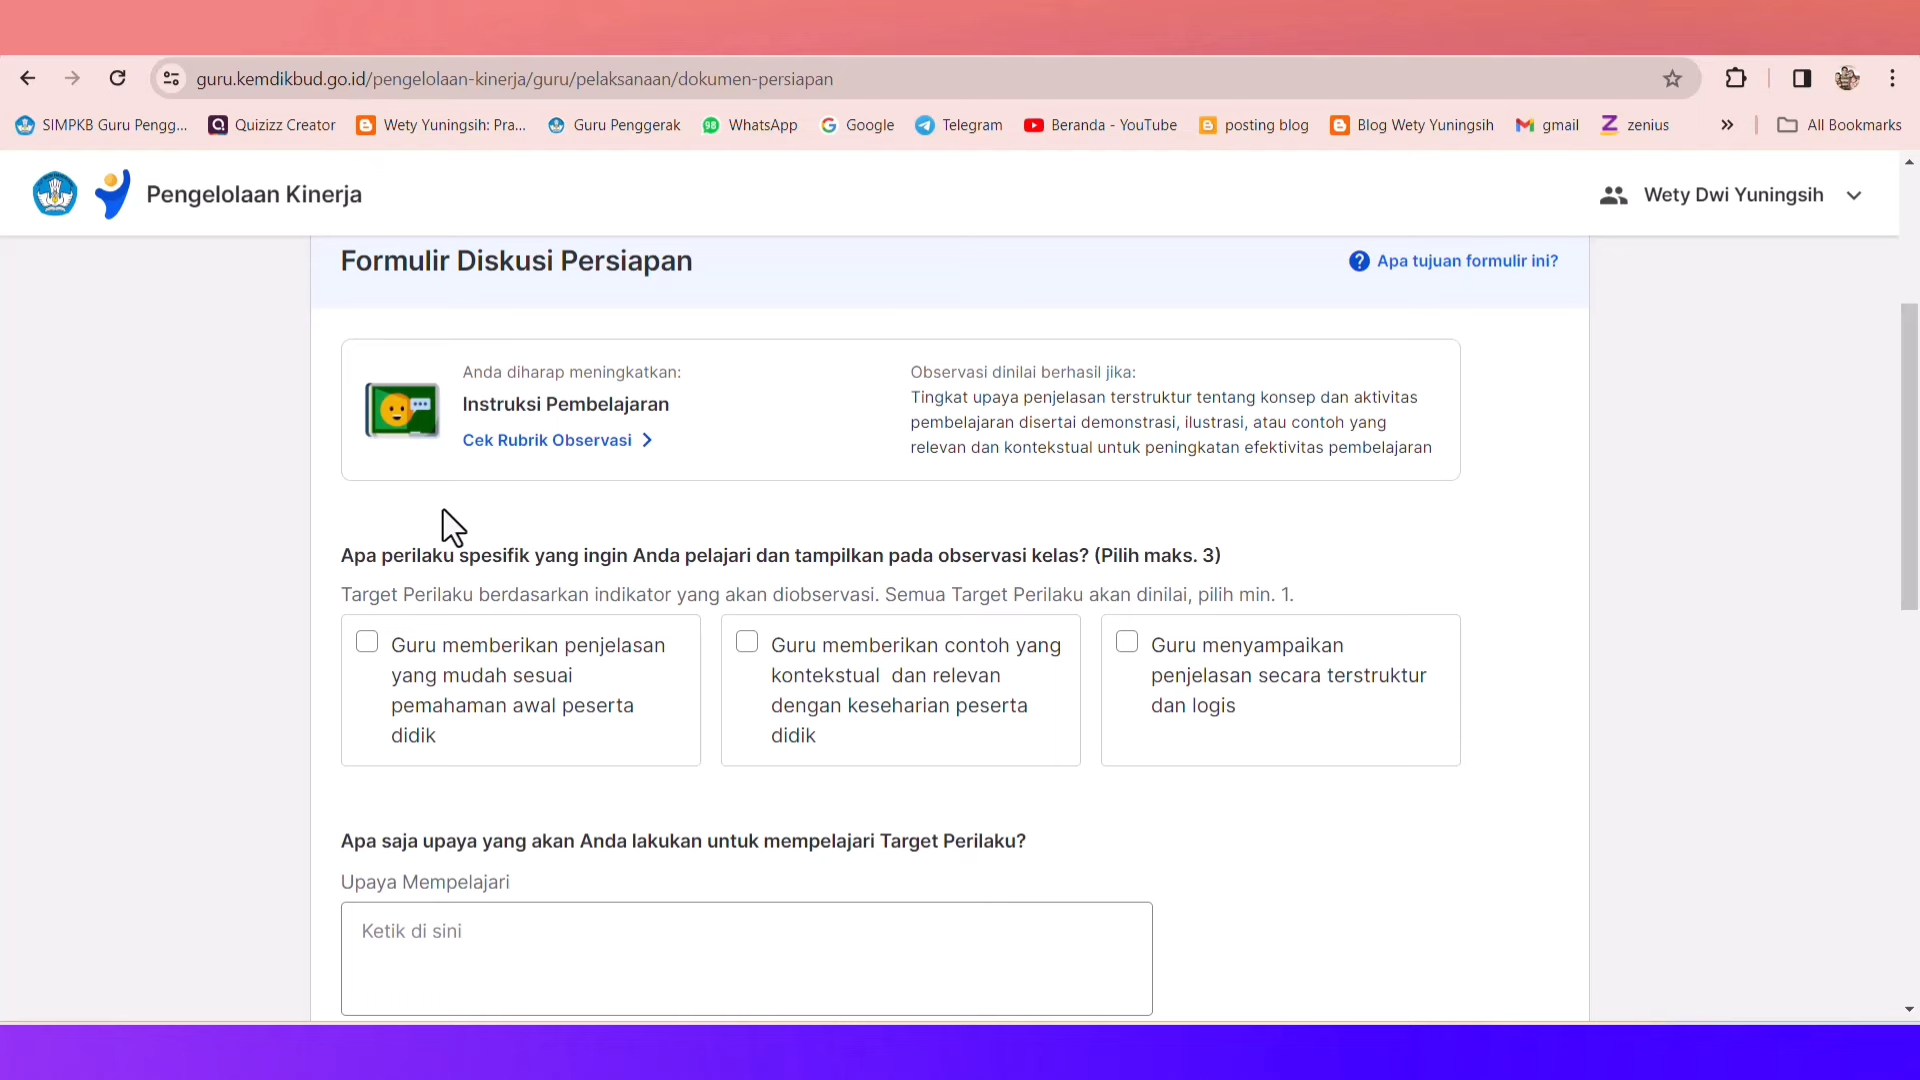 guru.kemdikbud.go.id/pengelolaan-kinerja/guru/pelaksanaan/dokumen-persiapan
SIMPKB Guru Pengg... Quizizz Creator Wety Yuningsih: Pra... Guru Penggerak 98 WhatsApp Google Telegram Beranda - YouTube posting blog Blog Wety Yuningsih gmail zenius » All Bookmarks
Pengelolaan Kinerja
Wety Dwi Yuningsih
Formulir Diskusi Persiapan
? Apa tujuan formulir ini?
Anda diharap meningkatkan:
Instruksi Pembelajaran
Cek Rubrik Observasi
Observasi dinilai berhasil jika:
Tingkat upaya penjelasan terstruktur tentang konsep dan aktivitas
pembelajaran disertai demonstrasi, ilustrasi, atau contoh yang
relevan dan kontekstual untuk peningkatan efektivitas pembelajaran
Apa perilaku spesifik yang ingin Anda pelajari dan tampilkan pada observasi kelas? (Pilih maks. 3)
Target Perilaku berdasarkan indikator yang akan diobservasi. Semua Target Perilaku akan dinilai, pilih min. 1.
Guru memberikan penjelasan
yang mudah sesuai
pemahaman awal peserta
didik
Guru memberikan contoh yang
kontekstual dan relevan
dengan keseharian peserta
didik
Guru menyampaikan
penjelasan secara terstruktur
dan logis
Apa saja upaya yang akan Anda lakukan untuk mempelajari Target Perilaku?
Upaya Mempelajari
Ketik di sini